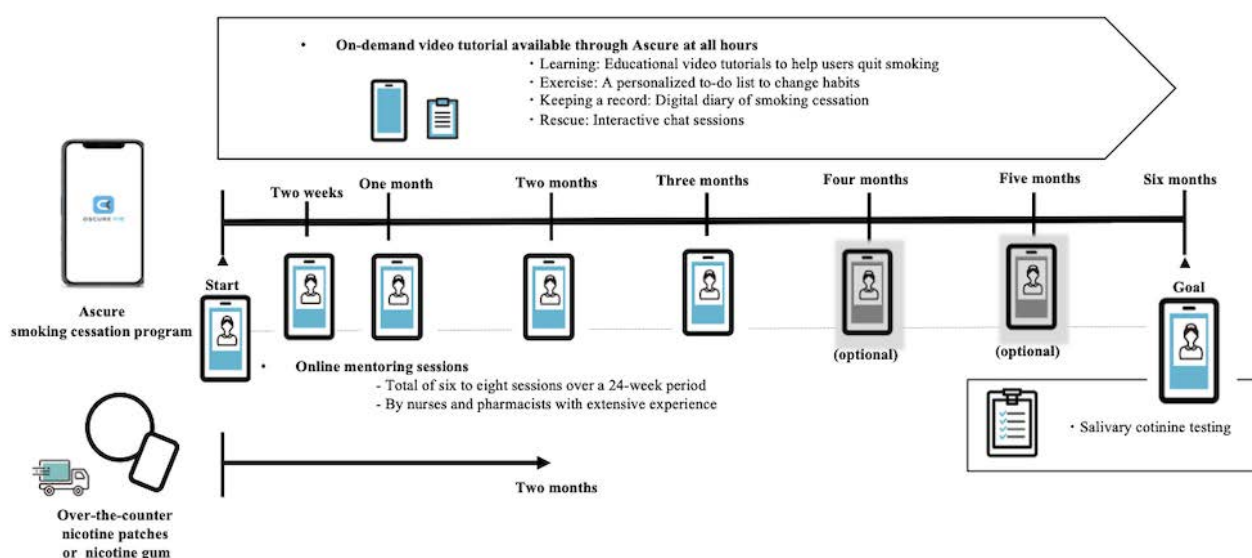 ・ On-demand video tutorial available through Ascure at all hours
・Learning: Educational video tutorials to help users quit smoking
・Exercise: A personalized to-do list to change habits
・Keeping a record: Digital diary of smoking cessation
・Rescue: Interactive chat sessions
Two weeks
One month
Two months
Three months
Four months
Five months
Six months
Start
Goal
Ascure
smoking cessation program
(optional)
(optional)
・ Online mentoring sessions
- Total of six to eight sessions over a 24-week period
- By nurses and pharmacists with extensive experience
・Salivary cotinine testing
Two months
Over-the-counter
nicotine patches
or nicotine gum